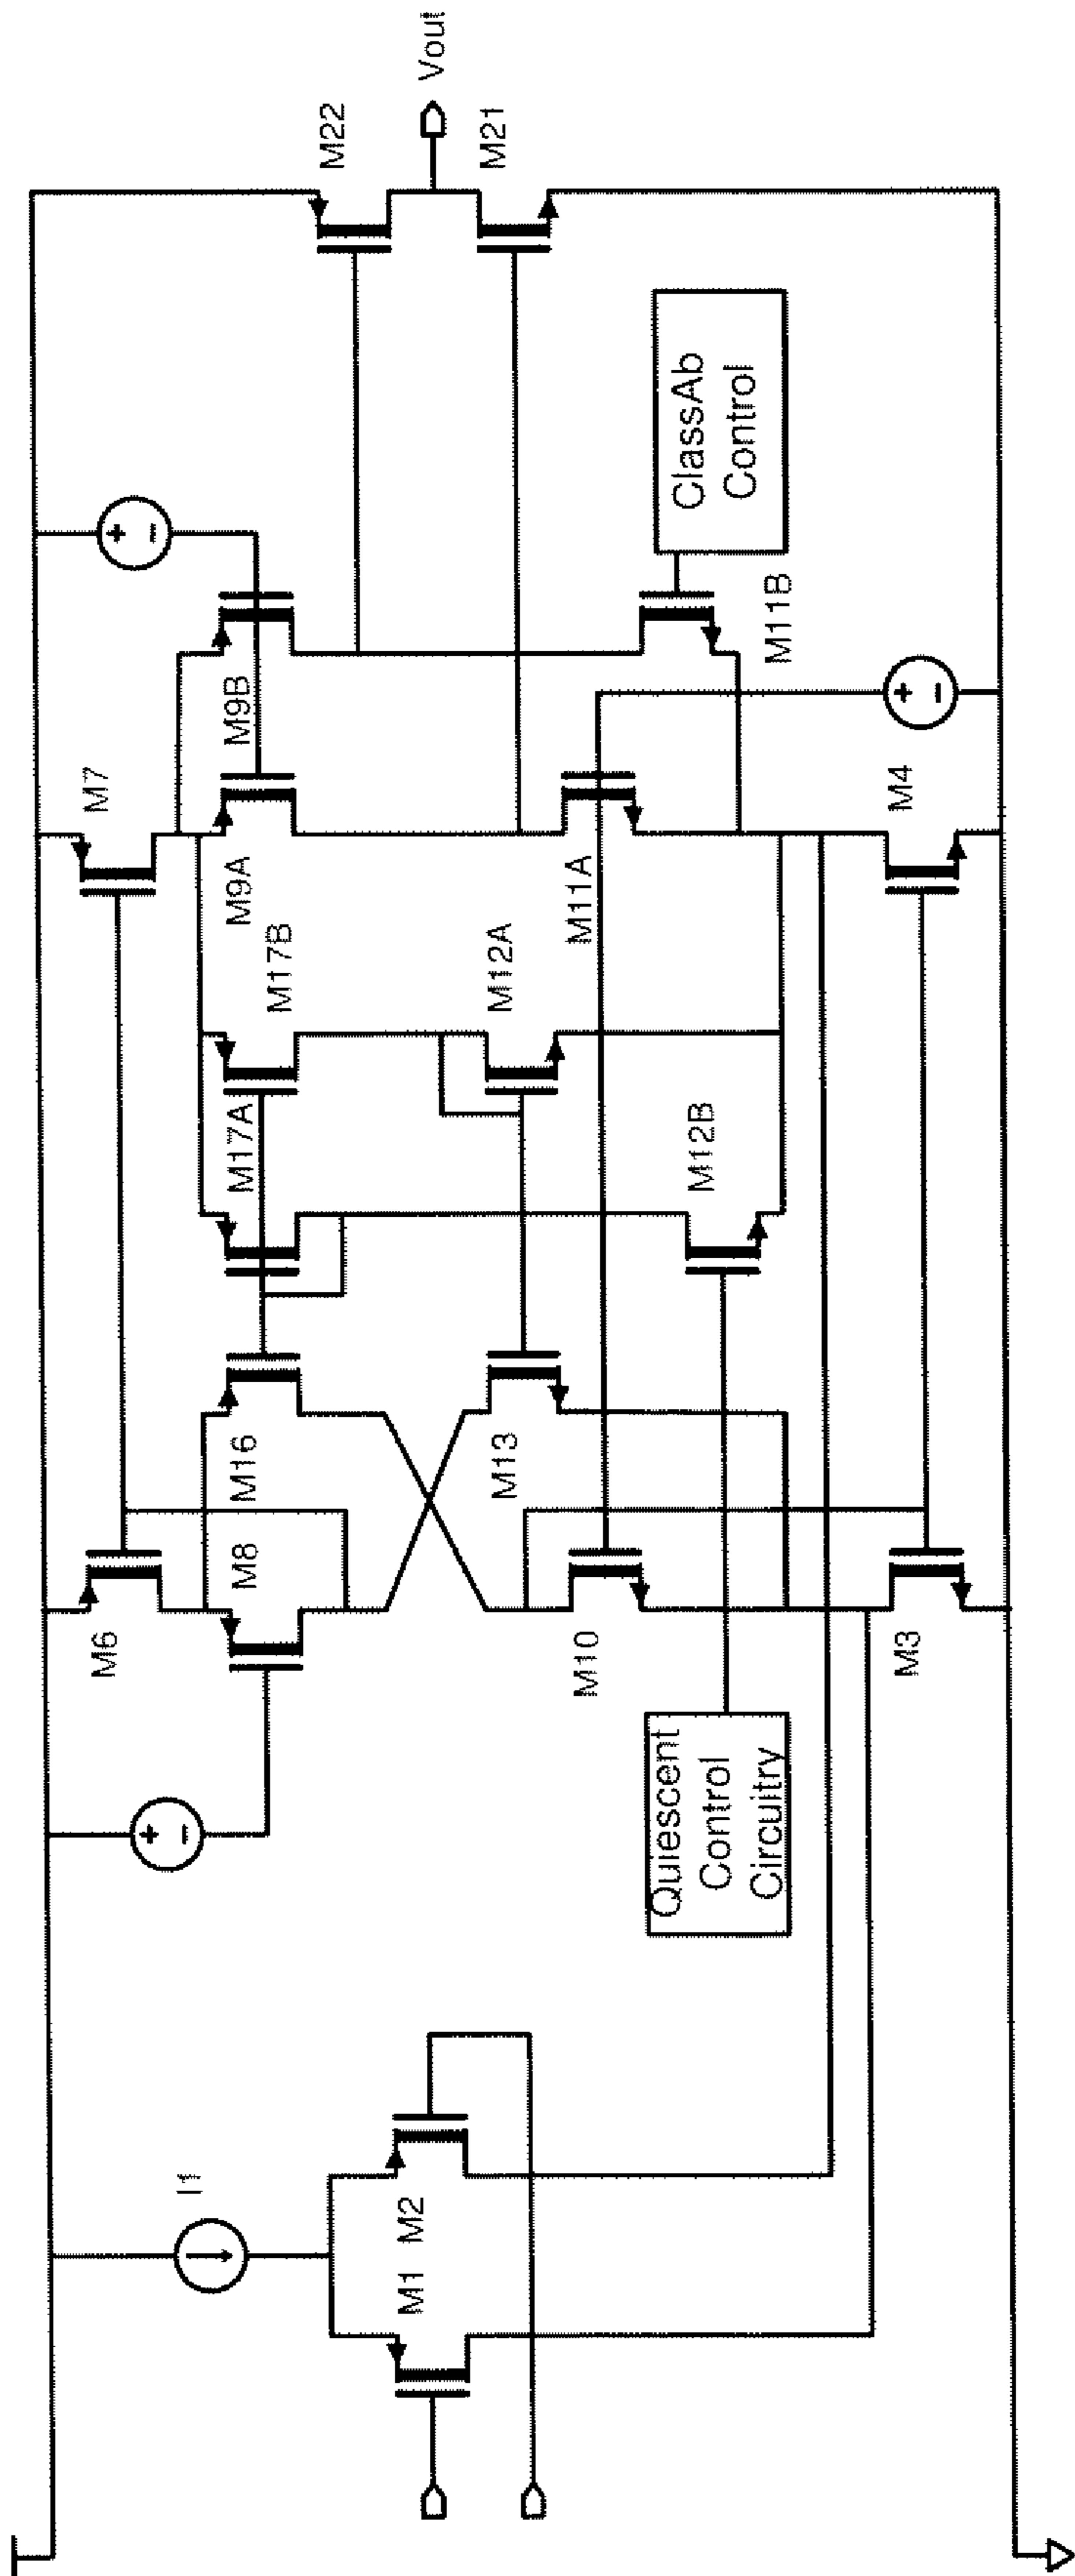 I1
M1
M2
M6
M8
M16
M17A
M17B
M9A
M9B
M7
M22
Vout
M21
+
−
+
−
M13
M12A
M11A
M10
M12B
M11B
ClassAb
Control
Quiescent
Control
Circuitry
M3
M4
+
−